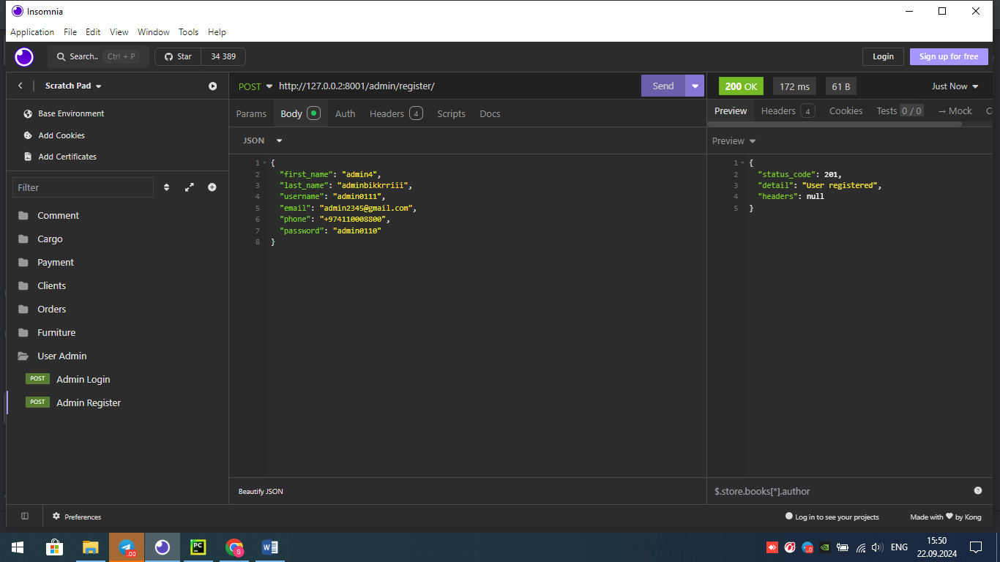 Insomnia
Application File Edit View Window Tools Help
Search.. Ctrl + P Star 34 389 Login Sign up for free
Scratch Pad
Base Environment
Add Cookies
Add Certificates
Filter
Comment
Cargo
Payment
Clients
Orders
Furniture
User Admin
POST Admin Login
POST Admin Register
POST http://127.0.0.2:8001/admin/register/ Send
Params Body Auth Headers 4 Scripts Docs
JSON
1 {
2 "first_name": "admin4",
3 "last_name": "adminbikkrriii",
4 "username": "admin0111",
5 "email": "admin2345@gmail.com",
6 "phone": "+974110008800",
7 "password": "admin0110"
8 }
Beautify JSON
200 OK 172 ms 61 B Just Now
Preview Headers 4 Cookies Tests 0 / 0 → Mock
Preview
1 {
2 "status_code": 201,
3 "detail": "User registered",
4 "headers": null
5 }
$.store.books[*].author
Preferences Log in to see your projects Made with ❤ by Kong
.00 PC S W
ENG 15:50
22.09.2024